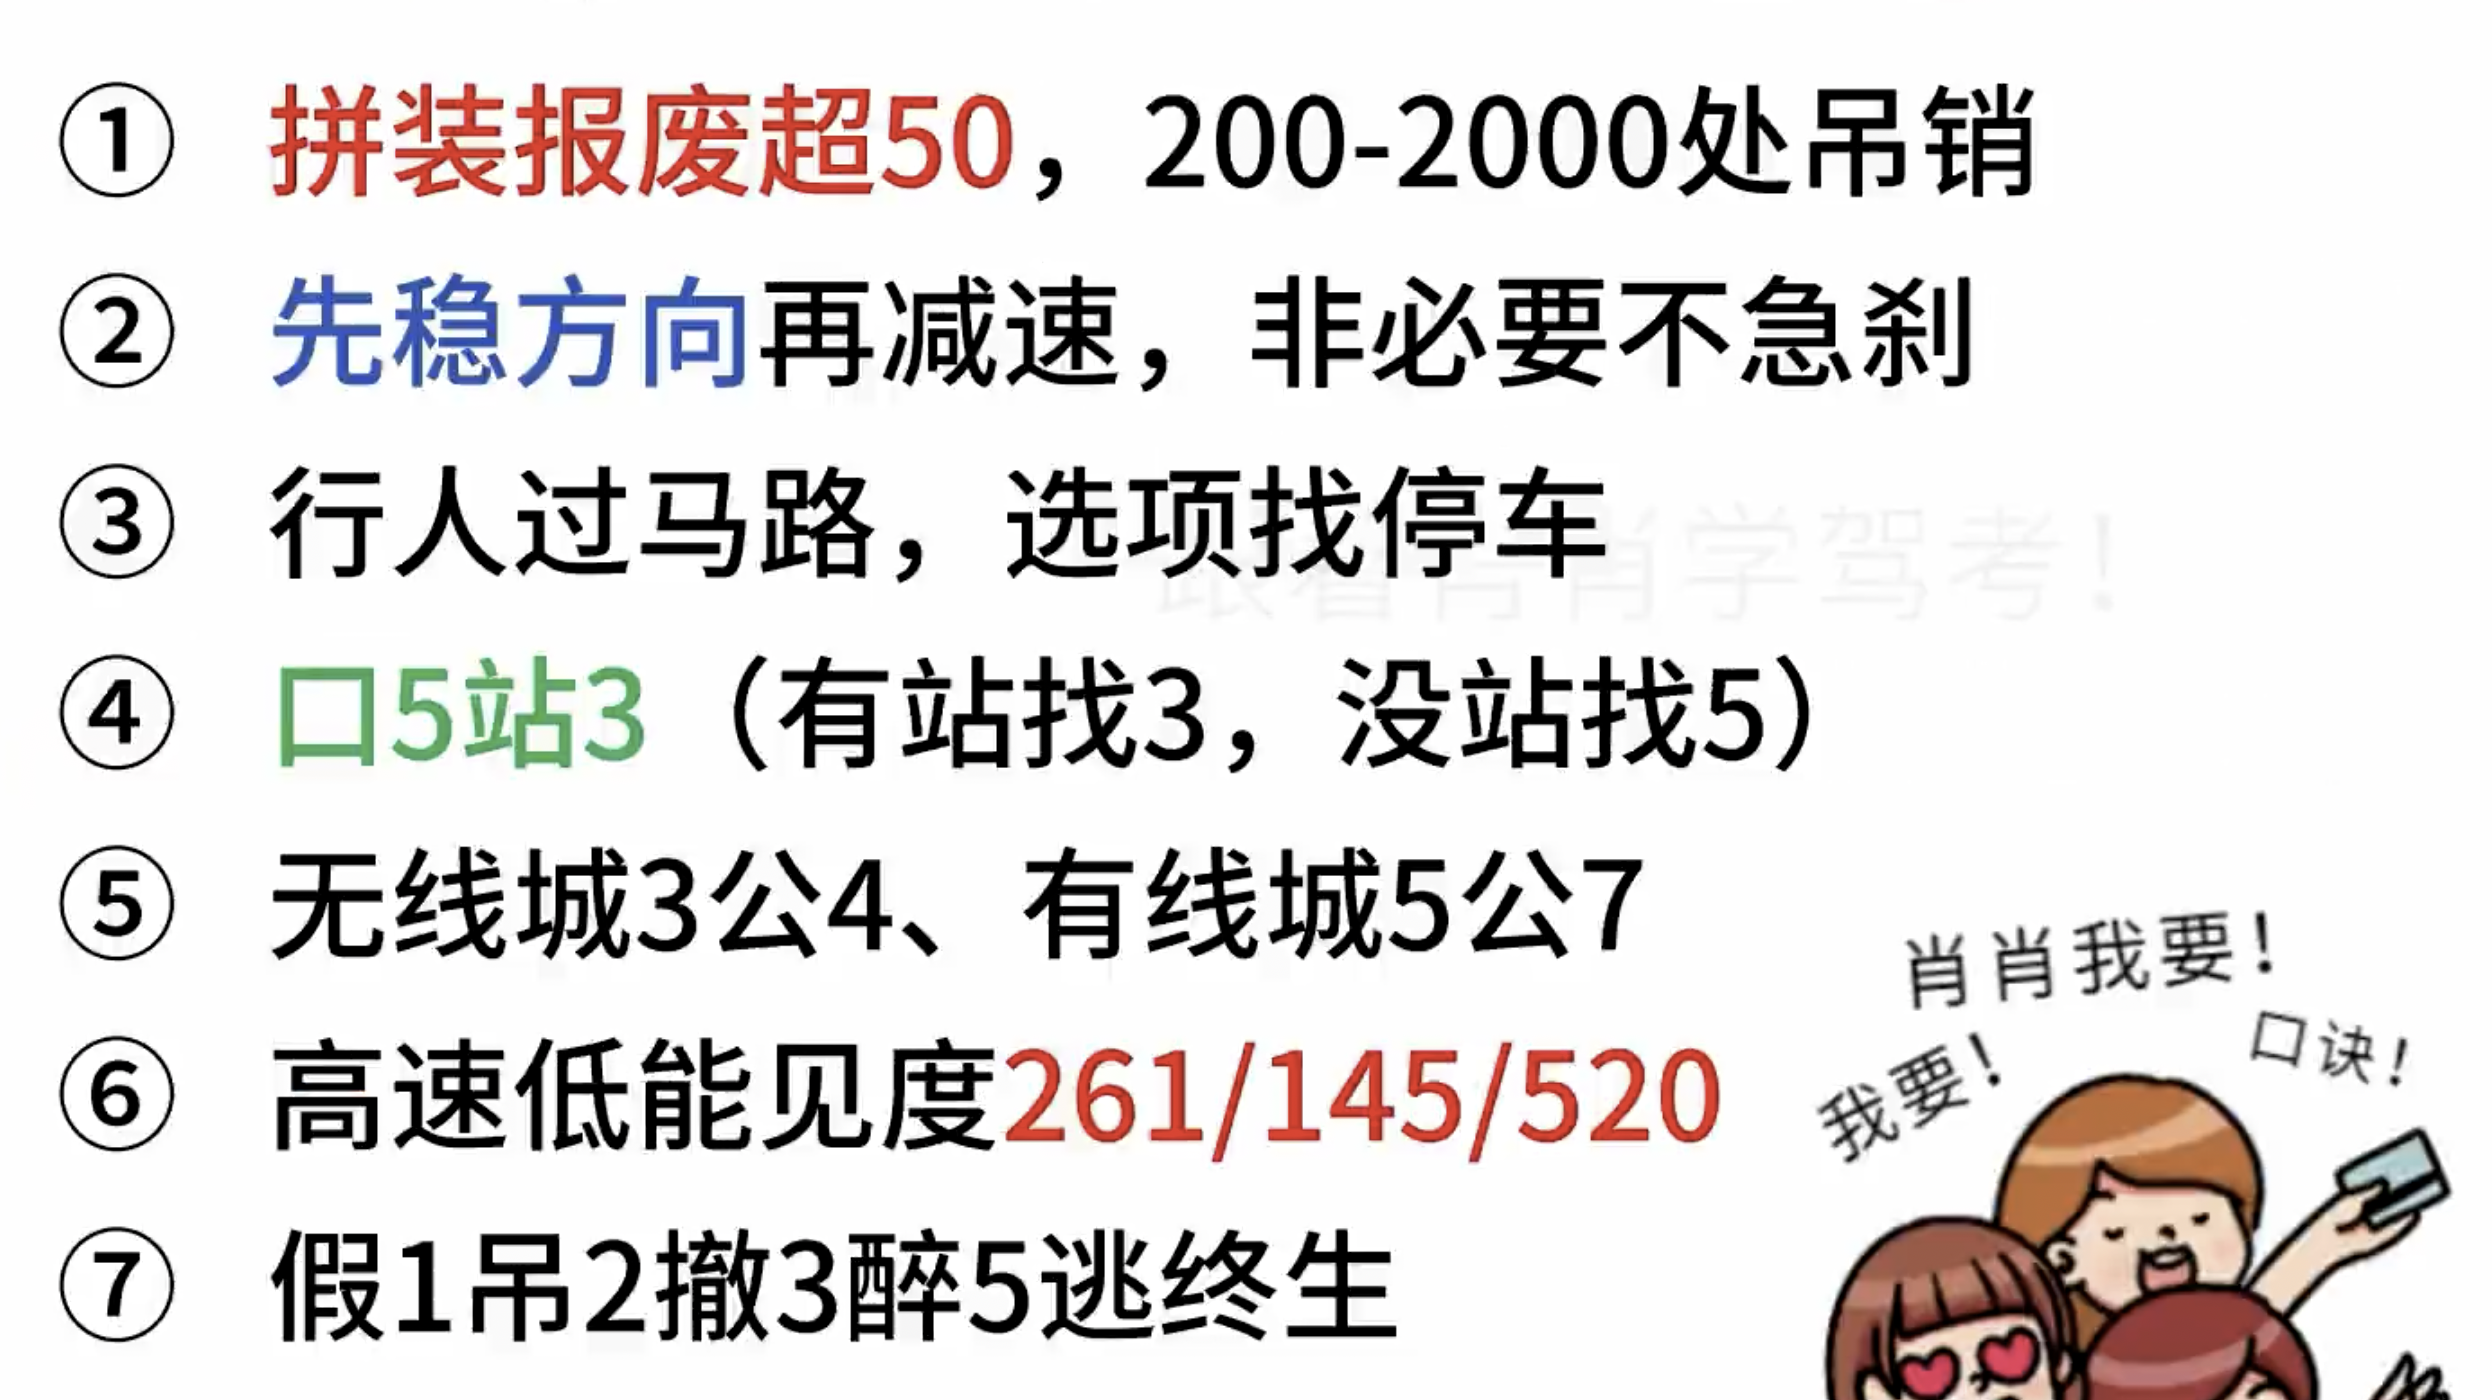 ① 拼装报废超50，200-2000处吊销
② 先稳方向再减速，非必要不急刹
③ 行人过马路，选项找停车
跟着肖肖学驾考！
④ 口5站3（有站找3，没站找5）
⑤ 无线城3公4、有线城5公7
⑥ 高速低能见度261/145/520
⑦ 假1吊2撤3醉5逃终生
肖肖我要！
我要！
口诀！